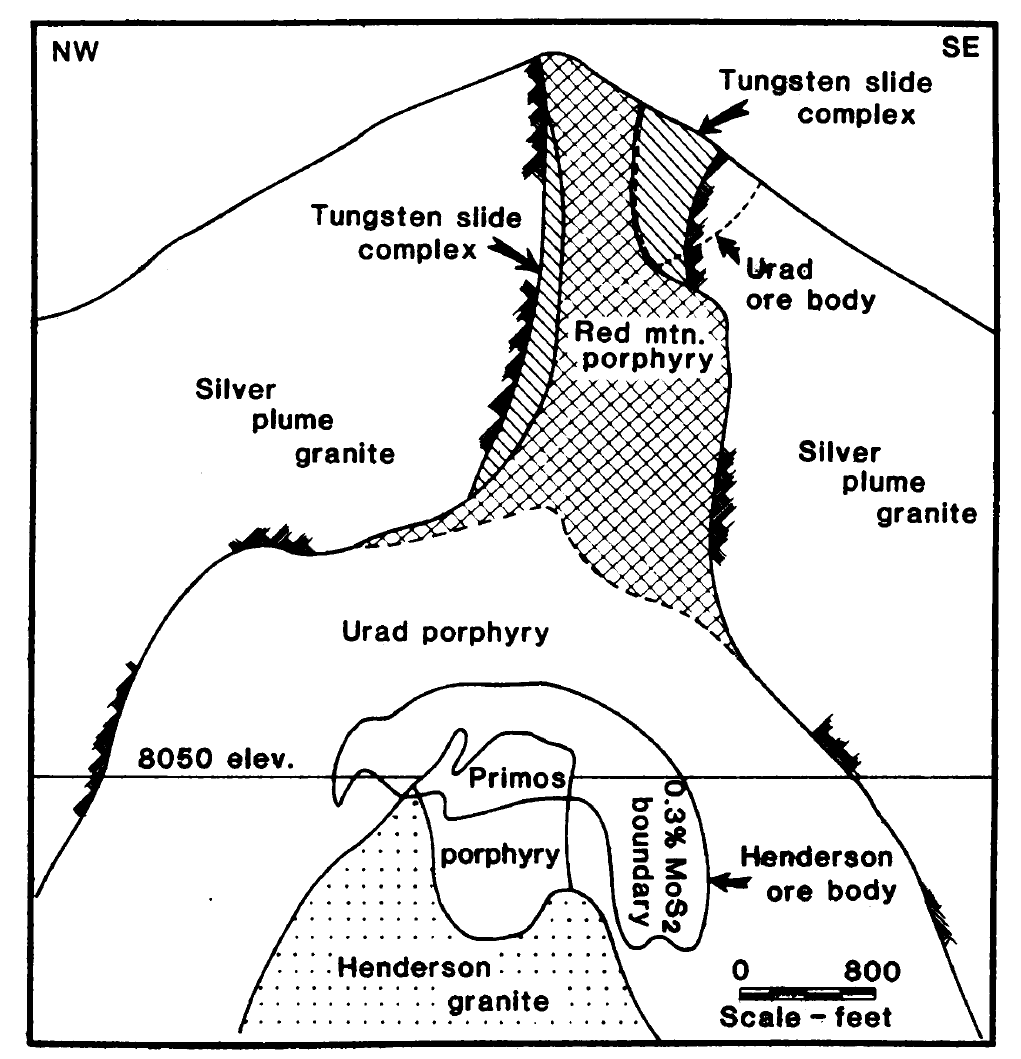 NW
SE
Tungsten slide
complex
Tungsten slide
complex
Urad
ore body
Red mtn.
porphyry
Silver
plume
granite
Silver
plume
granite
Urad porphyry
8050 elev.
Primos
porphyry
0.3% MoS2
boundary
Henderson
ore body
Henderson
granite
0 800
Scale - feet